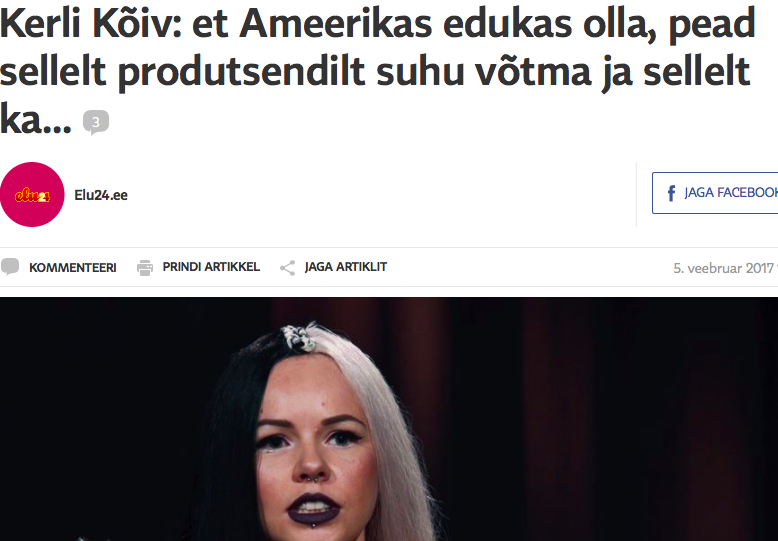 Kerli Kõiv: et Ameerikas edukas olla, pead
sellelt produtsendilt suhu võtma ja sellelt
ka... 3
elu24
Elu24.ee
JAGA FACEBOOK
KOMMENTEERI PRINDI ARTIKKEL JAGA ARTIKLIT 5. veebruar 2017